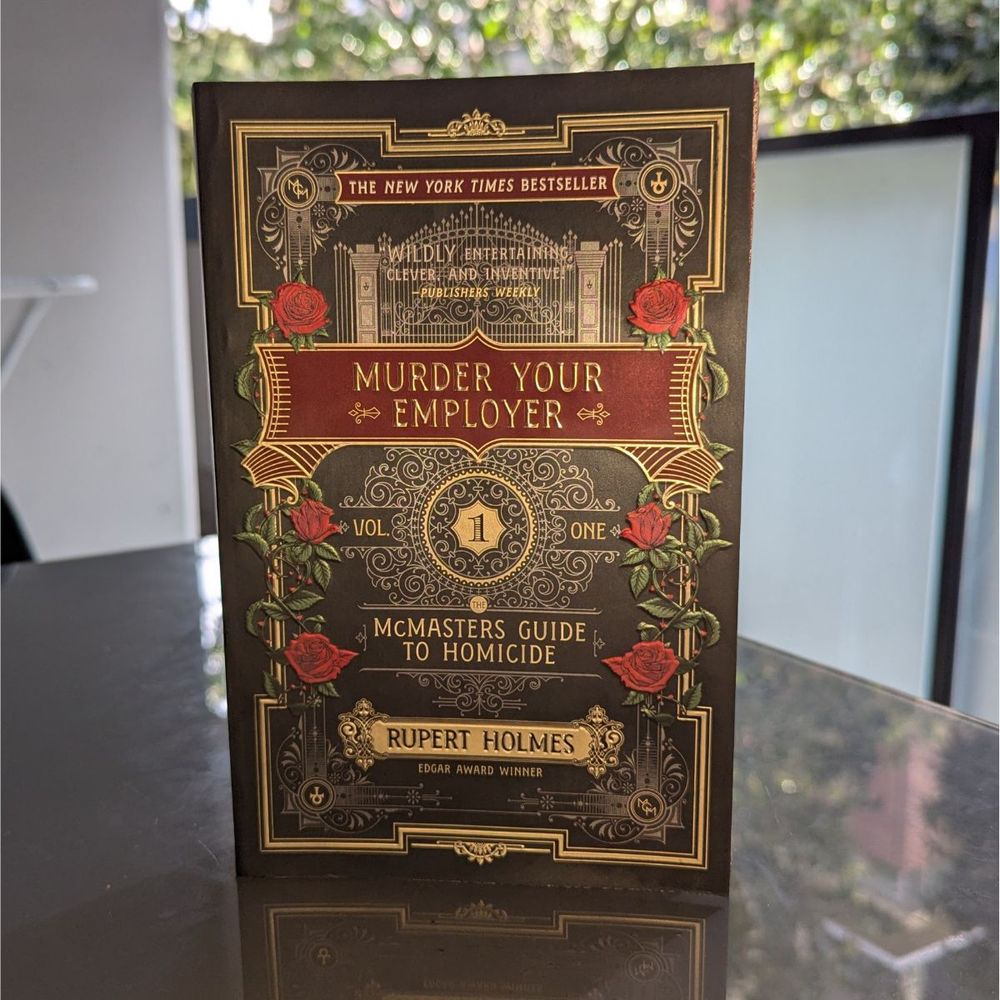 THE NEW YORK TIMES BESTSELLER
"WILDLY ENTERTAINING,
CLEVER, AND INVENTIVE!"
—PUBLISHERS WEEKLY
MURDER YOUR
EMPLOYER
VOL. 1 ONE
THE
McMASTERS GUIDE
TO HOMICIDE
RUPERT HOLMES
EDGAR AWARD WINNER